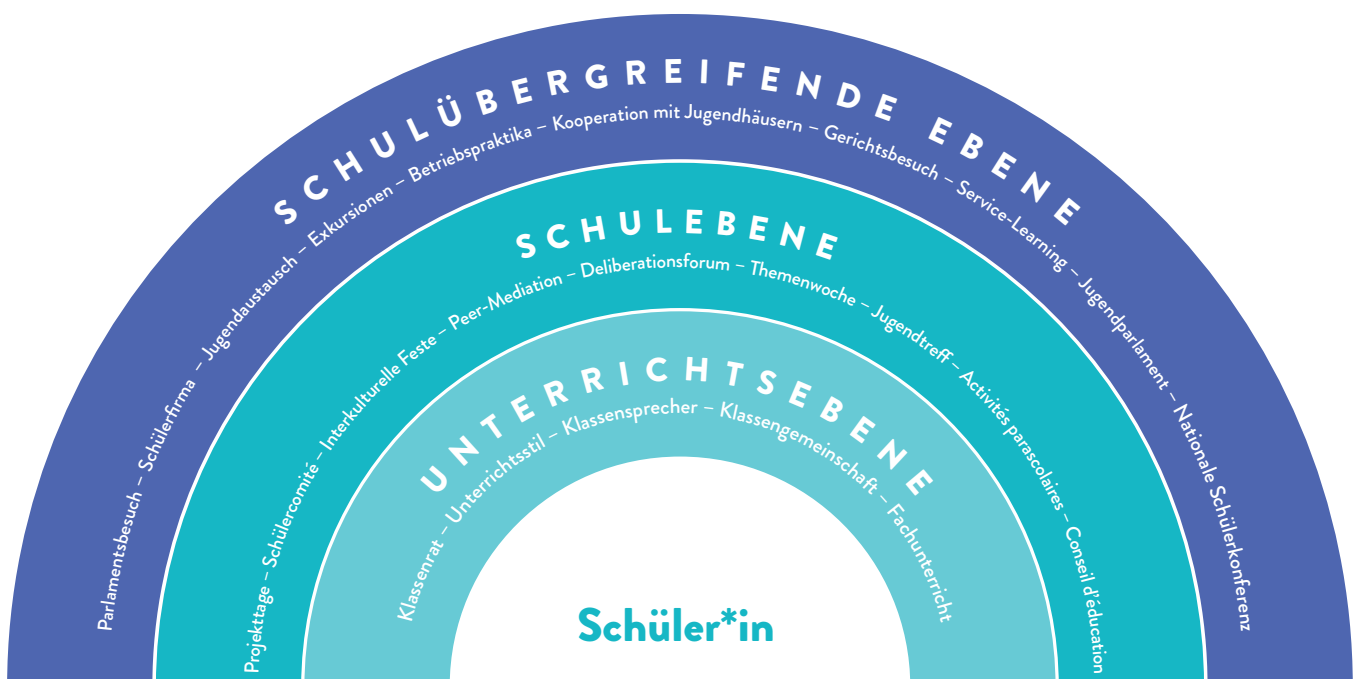 SCHULÜBERGREIFENDE EBENE
Parlamentsbesuch – Schülerfirma – Jugendaustausch – Exkursionen – Betriebspraktika – Kooperation mit Jugendhäusern – Gerichtsbesuch – Service-Learning – Jugendparlament – Nationale Schülerkonferenz
SCHULEBENE
Projekttage – Schülercomité – Interkulturelle Feste – Peer-Mediation – Deliberationsforum – Themenwoche – Jugendtreff – Activités parascolaires – Conseil d'éducation
UNTERRICHTSEBENE
Klassenrat – Unterrichtsstil – Klassensprecher – Klassengemeinschaft – Fachunterricht
Schüler*in